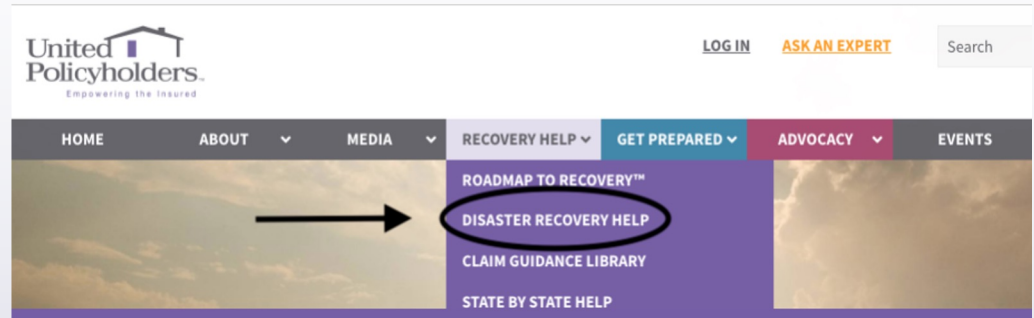 United
Policyholders™
Empowering the Insured
LOG IN
ASK AN EXPERT
Search
HOME
ABOUT
MEDIA
RECOVERY HELP
GET PREPARED
ADVOCACY
EVENTS
ROADMAP TO RECOVERY™
DISASTER RECOVERY HELP
CLAIM GUIDANCE LIBRARY
STATE BY STATE HELP